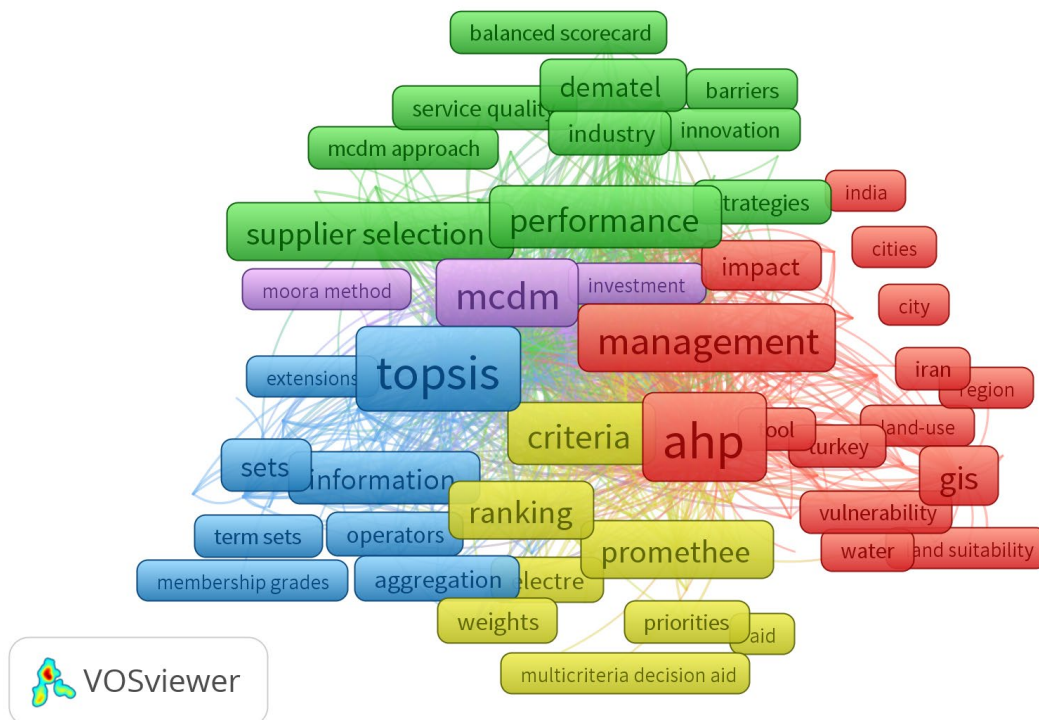 balanced scorecard
dematel
barriers
service quality
industry
innovation
mcdm approach
strategies
india
supplier selection
performance
cities
impact
moora method
mcdm
investment
city
management
iran
region
extensions
topsis
criteria
ahp
tool
turkey
land-use
sets
information
gis
ranking
vulnerability
term sets
operators
promethee
water
and suitability
membership grades
aggregation
electre
weights
priorities
aid
multicriteria decision aid
VOSviewer